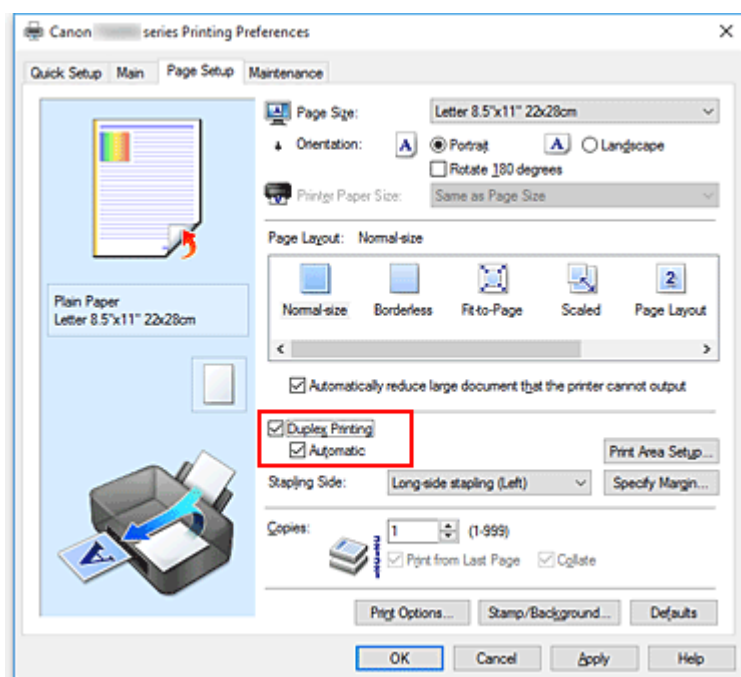 Canon series Printing Preferences
Quick Setup Main Page Setup Maintenance
Page Size: Letter 8.5"x11" 22x28cm
Orientation: A Portrait A Landscape
Rotate 180 degrees
Printer Paper Size: Same as Page Size
Page Layout: Normal-size
2
Normal-size Borderless Fit-to-Page Scaled Page Layout
Plain Paper
Letter 8.5"x11" 22x28cm
Automatically reduce large document that the printer cannot output
Duplex Printing
Automatic
Print Area Setup...
Stapling Side: Long-side stapling (Left) Specify Margin...
Copies: 1 (1-999)
Print from Last Page Collate
A
Print Options... Stamp/Background... Defaults
OK Cancel Apply Help